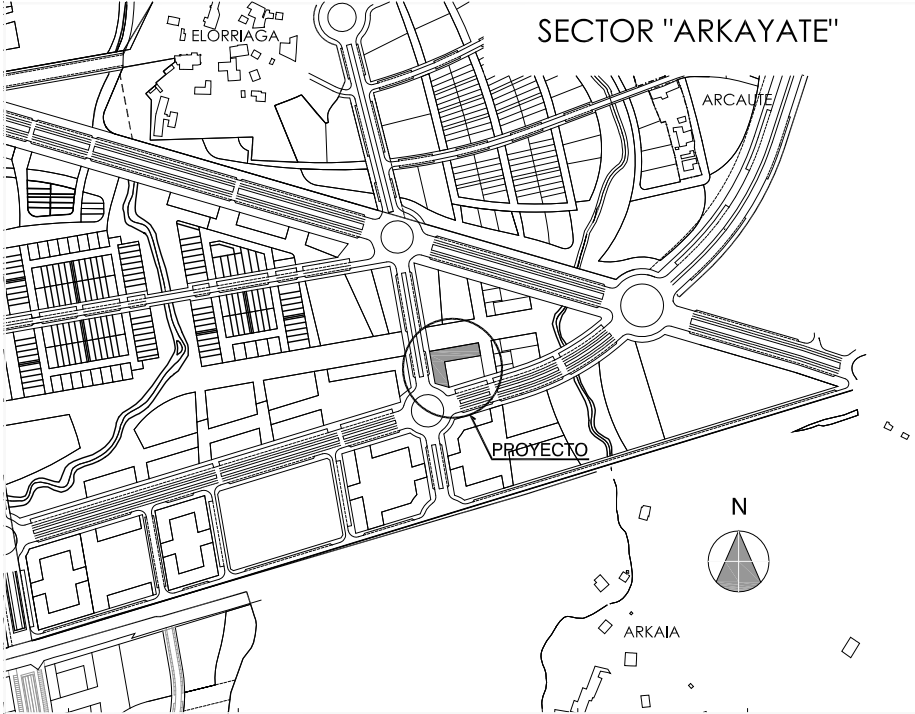 SECTOR "ARKAYATE"
ELORRIAGA
ARCAUTE
PROYECTO
N
ARKAIA